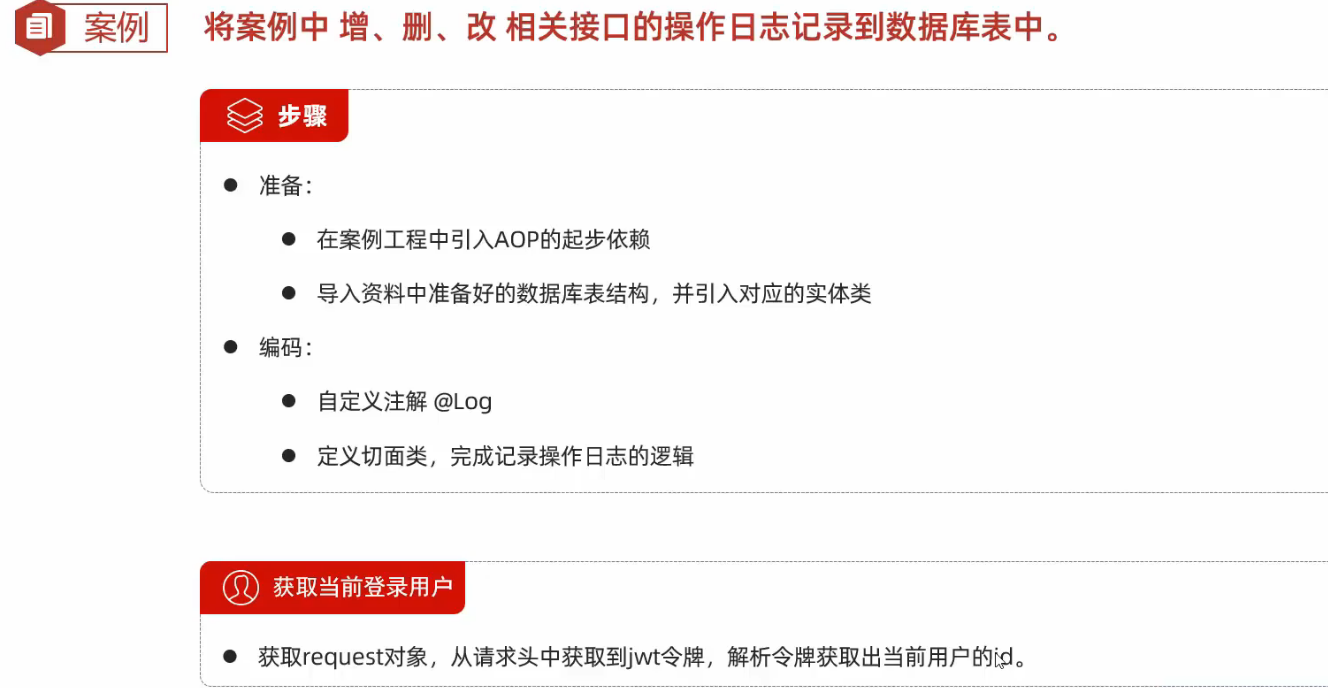 案例
将案例中 增、删、改 相关接口的操作日志记录到数据库表中。
步骤
准备：
在案例工程中引入AOP的起步依赖
导入资料中准备好的数据库表结构，并引入对应的实体类
编码：
自定义注解 @Log
定义切面类，完成记录操作日志的逻辑
获取当前登录用户
获取request对象，从请求头中获取到jwt令牌，解析令牌获取出当前用户的id。